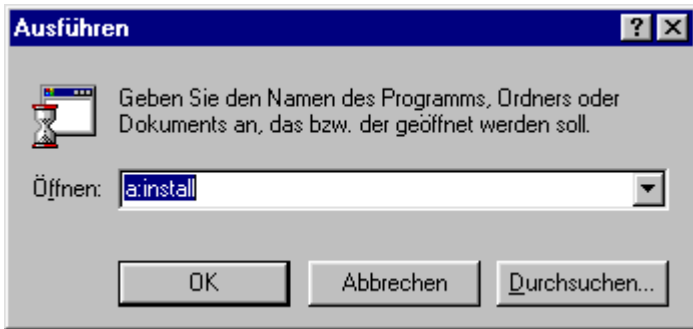 Ausführen
Geben Sie den Namen des Programms, Ordners oder
Dokuments an, das bzw. der geöffnet werden soll.
Öffnen: a:install
OK Abbrechen Durchsuchen...